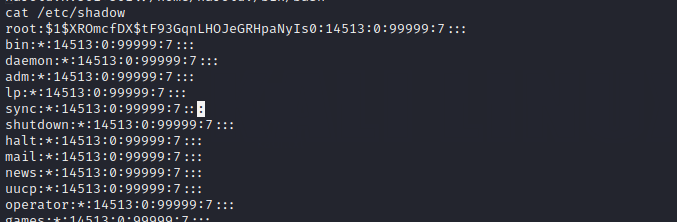 cat /etc/shadow
root:$1$XROmcfDX$tF93GqnLHOJeGRHpaNyIs0:14513:0:99999:7:::
bin:*:14513:0:99999:7:::
daemon:*:14513:0:99999:7:::
adm:*:14513:0:99999:7:::
lp:*:14513:0:99999:7:::
sync:*:14513:0:99999:7:::
shutdown:*:14513:0:99999:7:::
halt:*:14513:0:99999:7:::
mail:*:14513:0:99999:7:::
news:*:14513:0:99999:7:::
uucp:*:14513:0:99999:7:::
operator:*:14513:0:99999:7:::
games:*:14513:0:99999:7:::